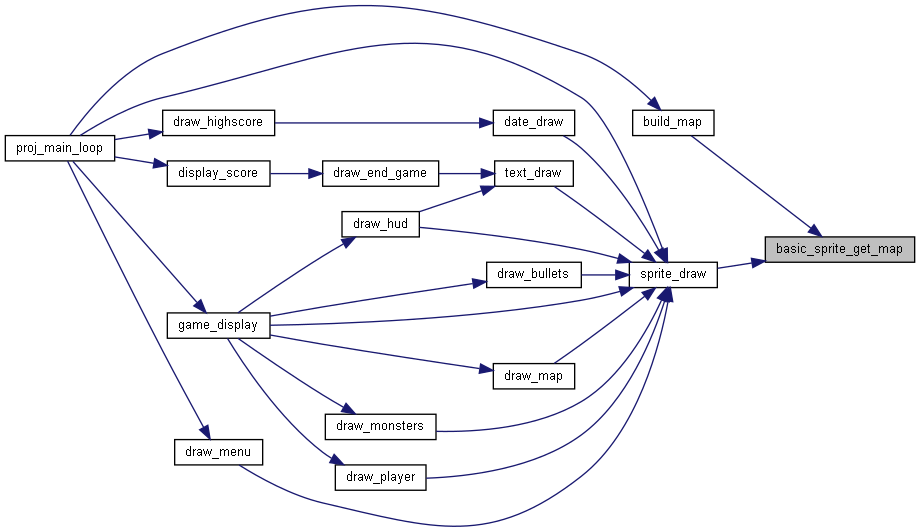 proj_main_loop
draw_highscore
display_score
draw_end_game
date_draw
text_draw
build_map
basic_sprite_get_map
draw_hud
draw_bullets
sprite_draw
game_display
draw_map
draw_monsters
draw_menu
draw_player